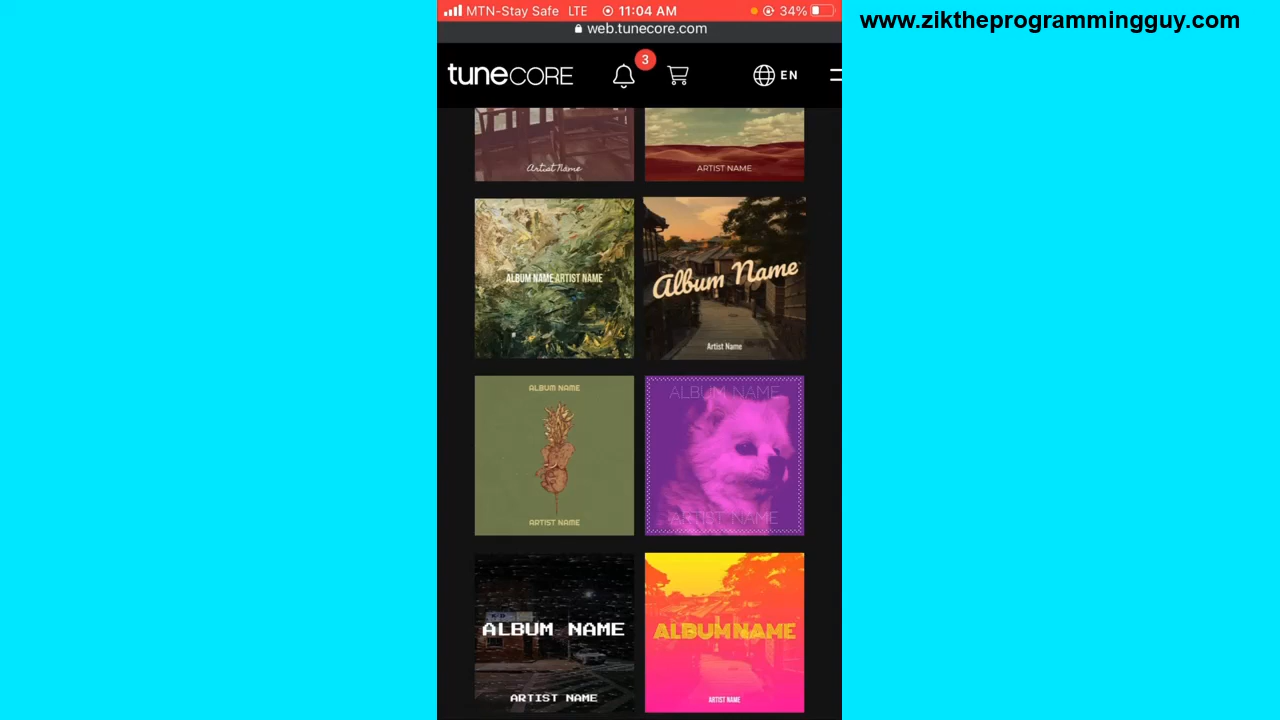 MTN-Stay Safe LTE 11:04 AM 34%
www.ziktheprogrammingguy.com
web.tunecore.com
tunecore 3 EN
Artist Name ARTIST NAME
ALBUM NAME ARTIST NAME
Album Name
Artist Name
ALBUM NAME ALBUM NAME
ARTIST NAME ARTIST NAME
ALBUM NAME ALBUM NAME
ARTIST NAME ARTIST NAME